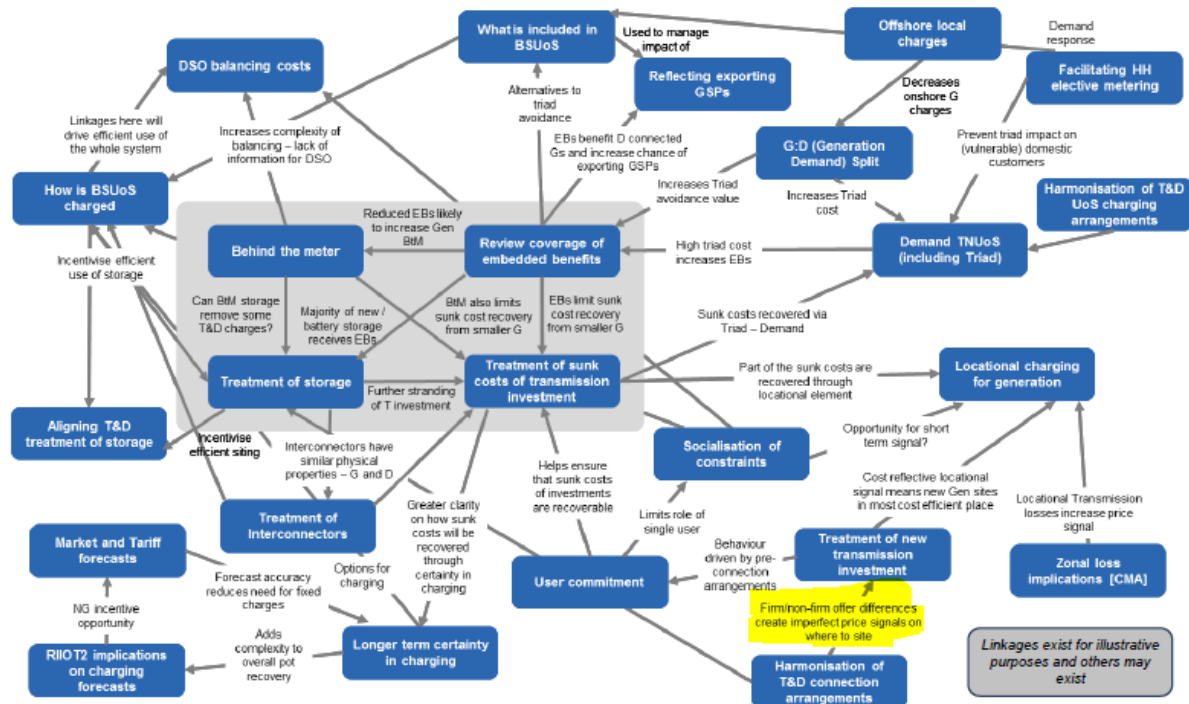 What is included in
BSUoS
Used to manage
impact of
Offshore local
charges
Demand
response
DSO balancing costs
Reflecting exporting
GSPs
Facilitating HH
elective metering
Alternatives to
triad
avoidance
Decreases
onshore G
charges
Linkages here will
drive efficient use of
the whole system
Increases complexity of
balancing – lack of
information for DSO
EBs benefit D connected
Gs and increase chance of
exporting GSPs
G:D (Generation
Demand) Split
Prevent triad impact on
(vulnerable) domestic
customers
How is BSUoS
charged
Increases Triad
avoidance value
Increases Triad
cost
Harmonisation of T&D
UoS charging
arrangements
Reduced EBs likely
to increase Gen
BtM
Behind the meter
Review coverage of
embedded benefits
High triad cost
increases EBs
Demand TNUoS
(including Triad)
Incentivise efficient
use of storage
Can BtM storage
remove some
T&D charges?
Majority of new /
battery storage
receives EBs
BtM also limits
sunk cost recovery
from smaller G
EBs limit sunk
cost recovery
from smaller G
Sunk costs recovered via
Triad – Demand
Treatment of storage
Further stranding
of T investment
Treatment of sunk
costs of transmission
investment
Part of the sunk costs are
recovered through
locational element
Locational charging
for generation
Aligning T&D
treatment of storage
Incentivise
efficient siting
Interconnectors have
similar physical
properties – G and D
Socialisation of
constraints
Opportunity for short
term signal?
Helps ensure
that sunk costs
of investments
are recoverable
Cost reflective locational
signal means new Gen sites
in most cost efficient place
Locational Transmission
losses increase price
signal
Treatment of
Interconnectors
Greater clarity
on how sunk
costs will be
recovered
through
certainty in
charging
Limits role of
single user
Market and Tariff
forecasts
Options for
charging
Forecast accuracy
reduces need for fixed
charges
User commitment
Behaviour
driven by pre-
connection
arrangements
Treatment of new
transmission
investment
Zonal loss
implications [CMA]
NG incentive
opportunity
Firm/non-firm offer differences
create imperfect price signals on
where to site
RIIOT2 implications
on charging
forecasts
Adds
complexity to
overall pot
recovery
Longer term certainty
in charging
Harmonisation of
T&D connection
arrangements
Linkages exist for illustrative
purposes and others may
exist